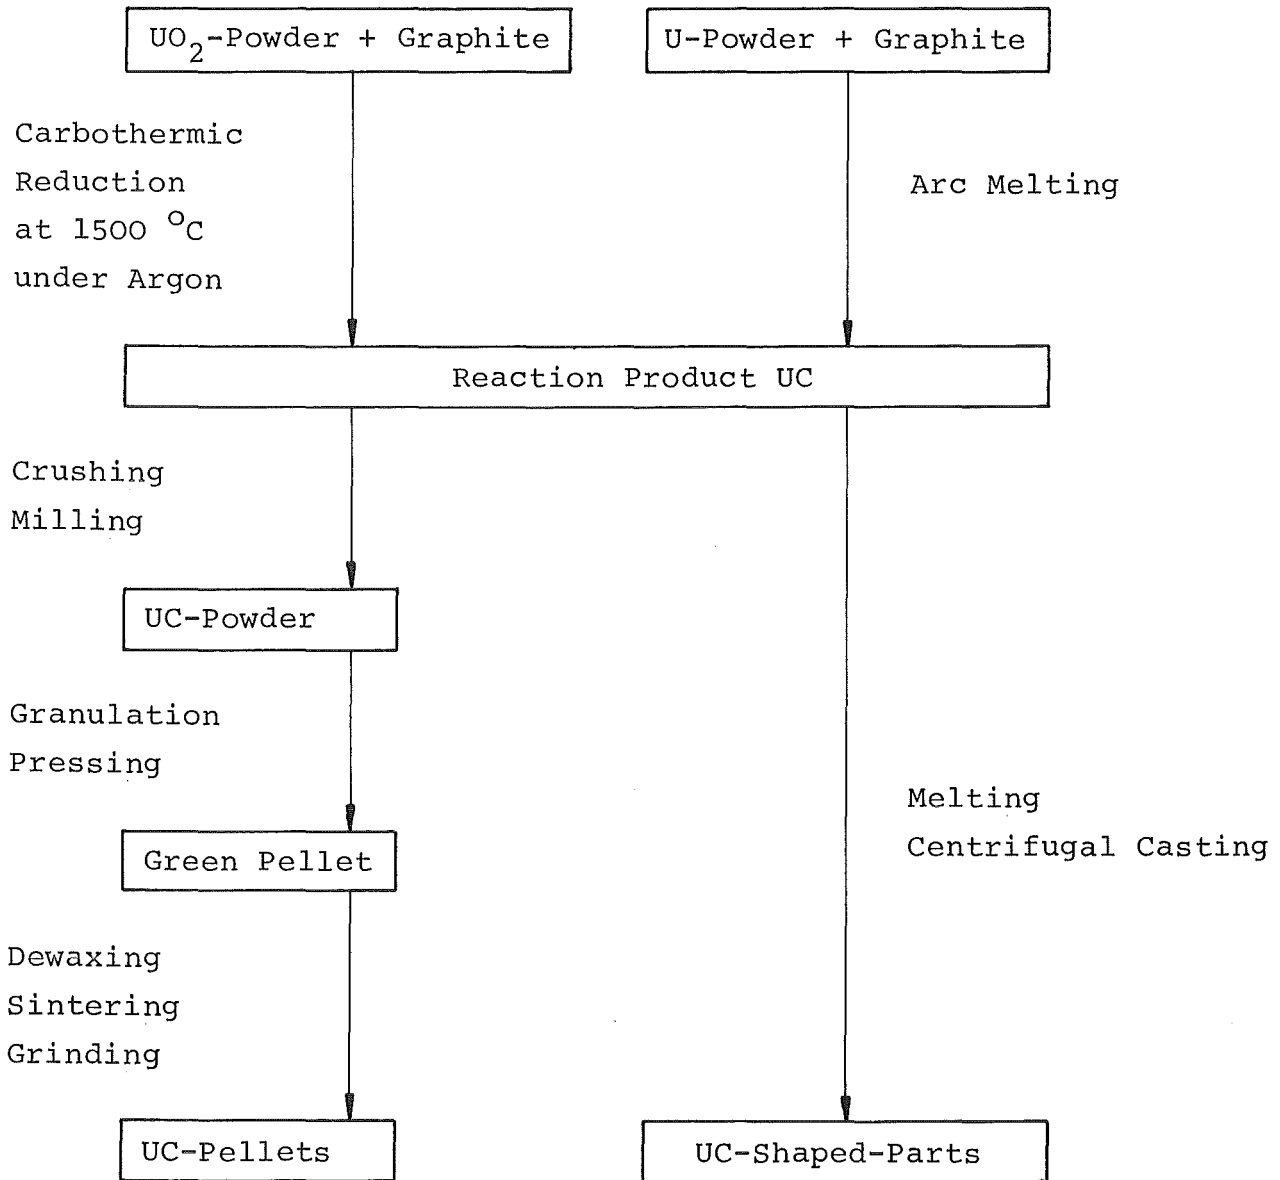 UO2-Powder + Graphite
U-Powder + Graphite
Carbothermic
Reduction
at 1500 °C
under Argon
Arc Melting
Reaction Product UC
Crushing
Milling
UC-Powder
Granulation
Pressing
Melting
Centrifugal Casting
Green Pellet
Dewaxing
Sintering
Grinding
UC-Pellets
UC-Shaped-Parts